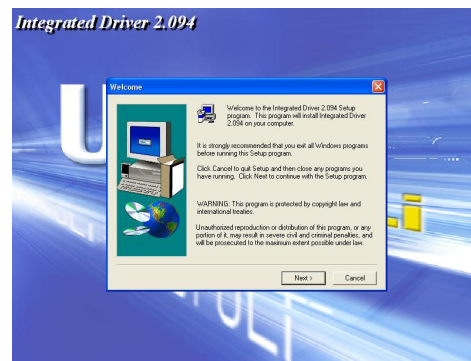 Integrated Driver 2.094
Welcome
Welcome to the Integrated Driver 2.094 Setup
program. This program will install Integrated Driver
2.094 on your computer.
It is strongly recommended that you exit all Windows programs
before running this Setup program.
Click Cancel to quit Setup and then close any programs you
have running. Click Next to continue with the Setup program.
WARNING: This program is protected by copyright law and
international treaties.
Unauthorized reproduction or distribution of this program, or any
portion of it, may result in severe civil and criminal penalties, and
will be prosecuted to the maximum extent possible under law.
Next >
Cancel